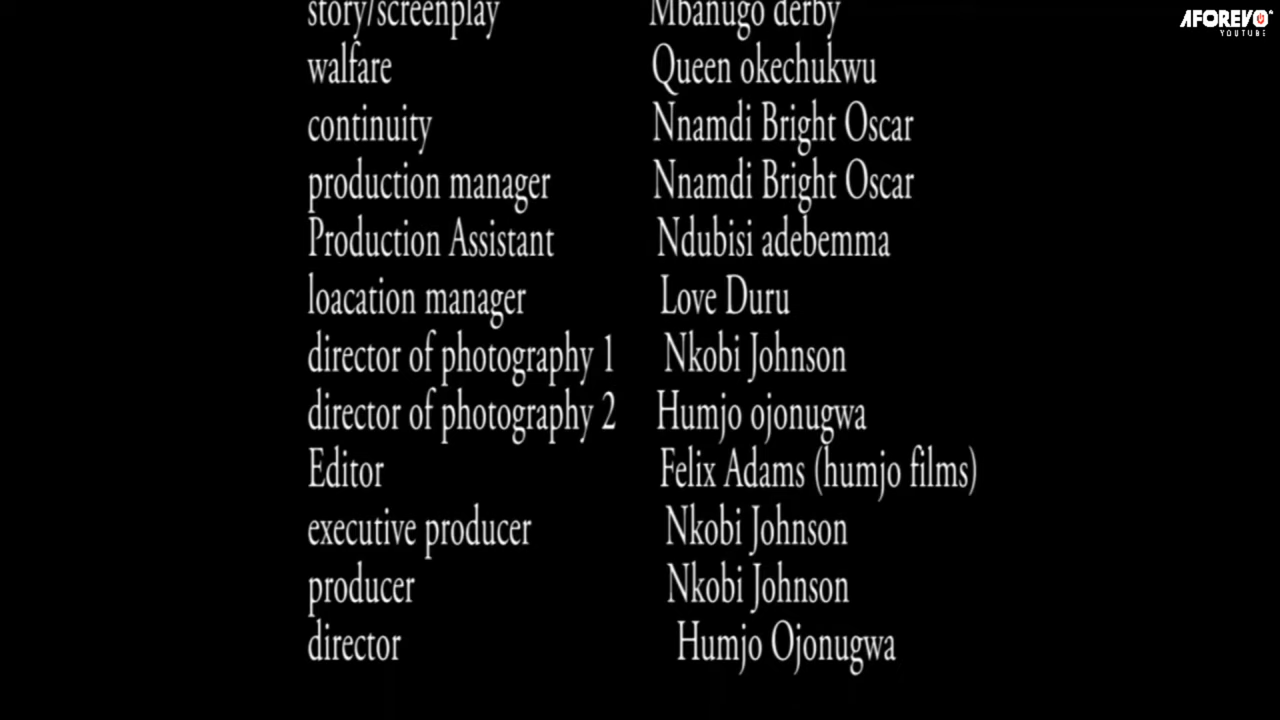 story/screenplay Mbanugo derby
AFOREVO
YOUTUBE
walfare Queen okechukwu
continuity Nnamdi Bright Oscar
production manager Nnamdi Bright Oscar
Production Assistant Ndubisi adebemma
loacation manager Love Duru
director of photography 1 Nkobi Johnson
director of photography 2 Humjo ojonugwa
Editor Felix Adams (humjo films)
executive producer Nkobi Johnson
producer Nkobi Johnson
director Humjo Ojonugwa